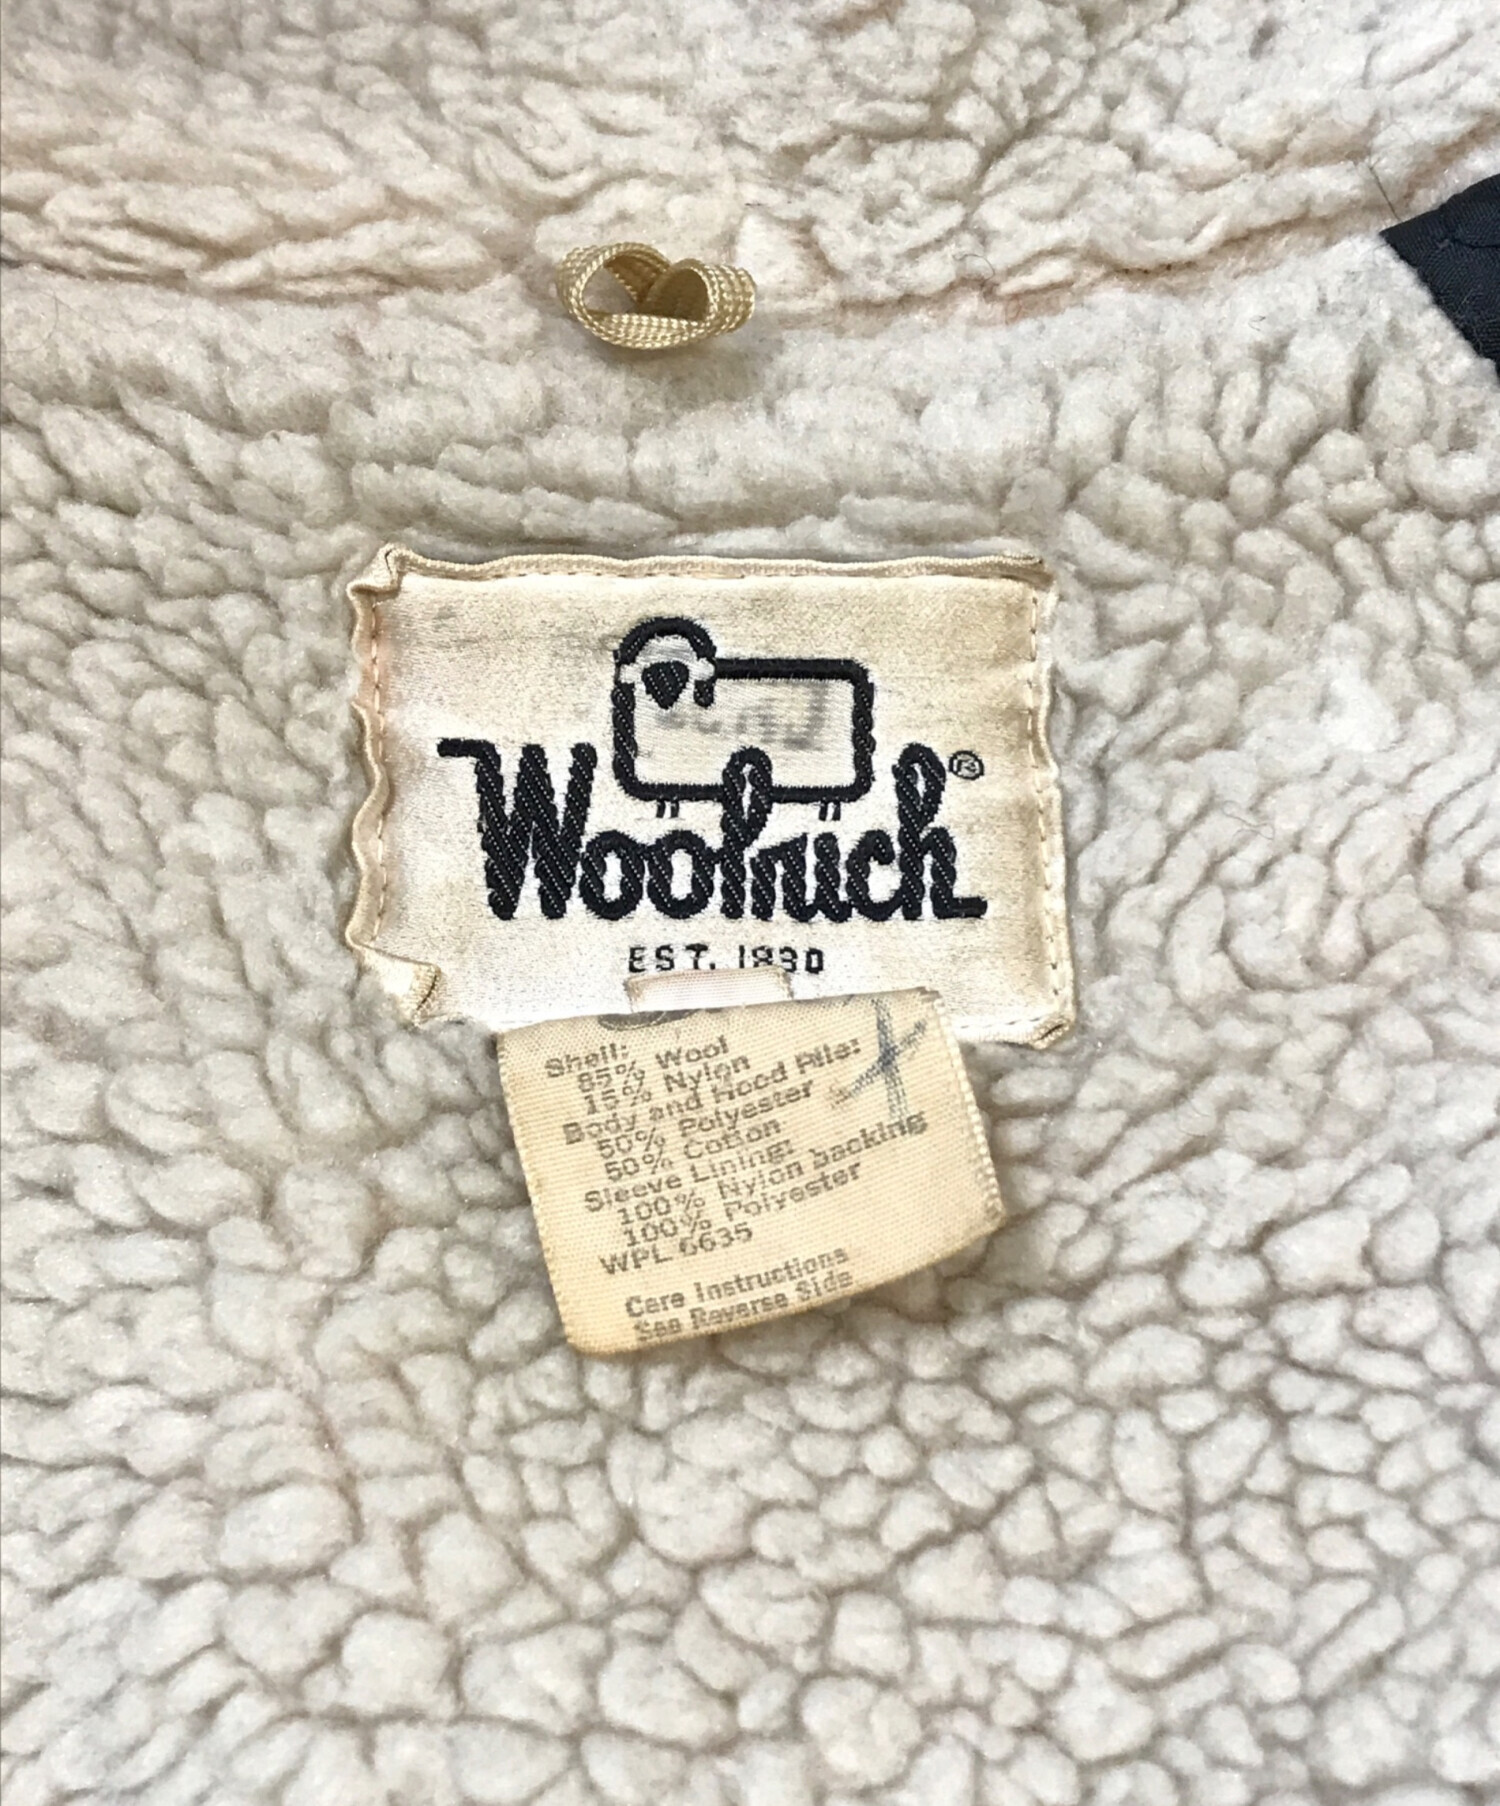 Woolrich®
EST. 1830
Shell:
85% Wool
15% Nylon
Body and Hood Pile:
50% Polyester
50% Cotton
Sleeve Lining:
100% Nylon backing
100% Polyester
WPL 6635
Care Instructions
See Reverse Side